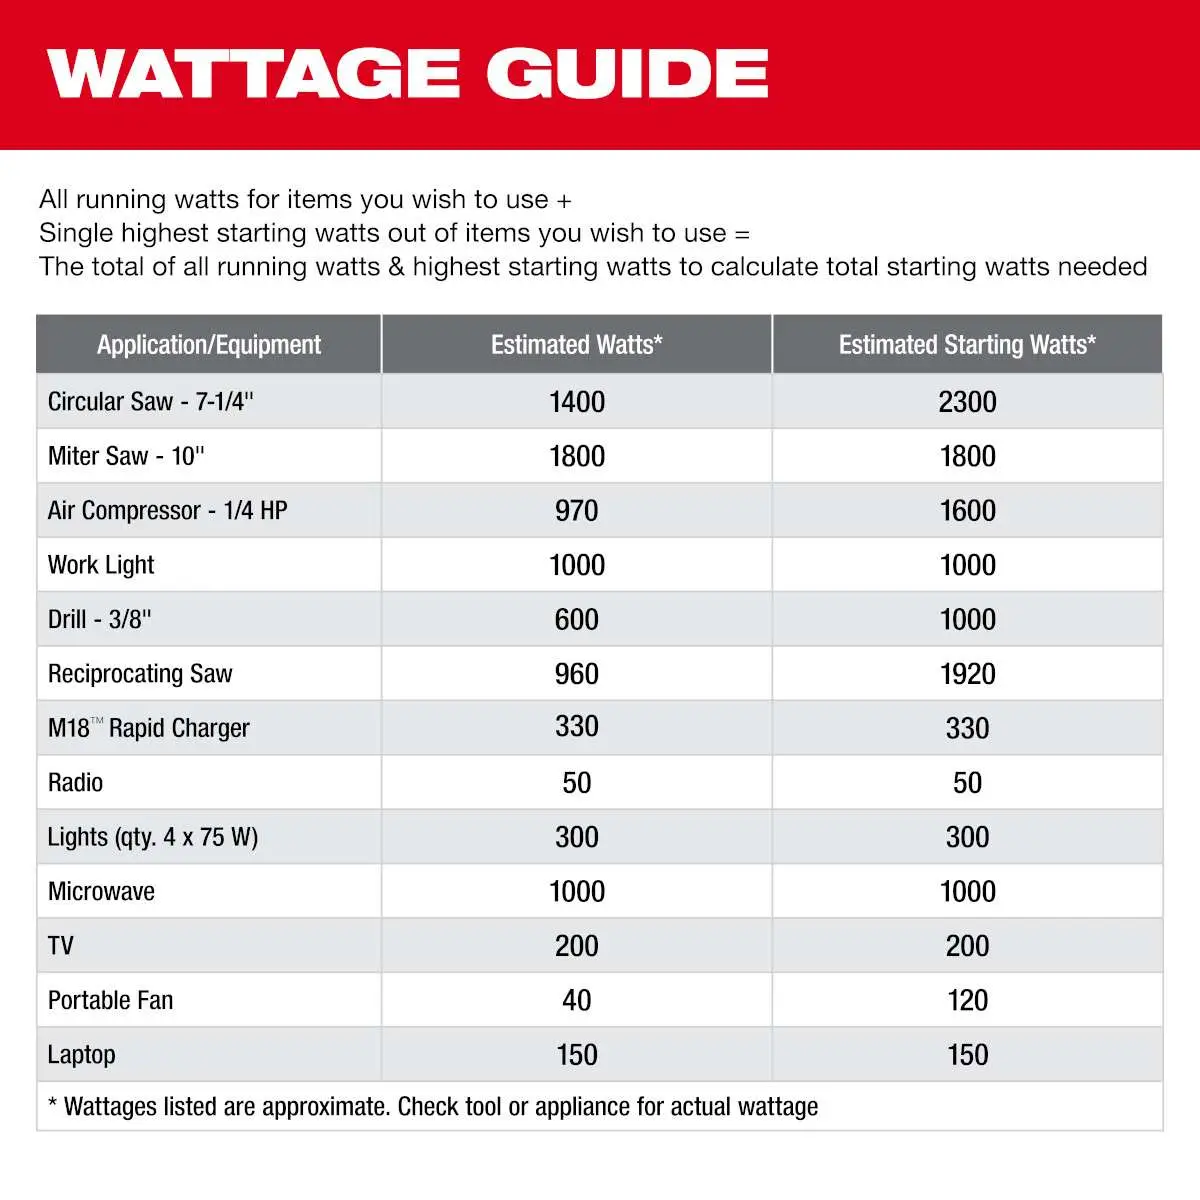 WATTAGE GUIDE
All running watts for items you wish to use +
Single highest starting watts out of items you wish to use =
The total of all running watts & highest starting watts to calculate total starting watts needed
Application/Equipment Estimated Watts* Estimated Starting Watts*
Circular Saw - 7-1/4" 1400 2300
Miter Saw - 10" 1800 1800
Air Compressor - 1/4 HP 970 1600
Work Light 1000 1000
Drill - 3/8" 600 1000
Reciprocating Saw 960 1920
M18™ Rapid Charger 330 330
Radio 50 50
Lights (qty. 4 x 75 W) 300 300
Microwave 1000 1000
TV 200 200
Portable Fan 40 120
Laptop 150 150
* Wattages listed are approximate. Check tool or appliance for actual wattage